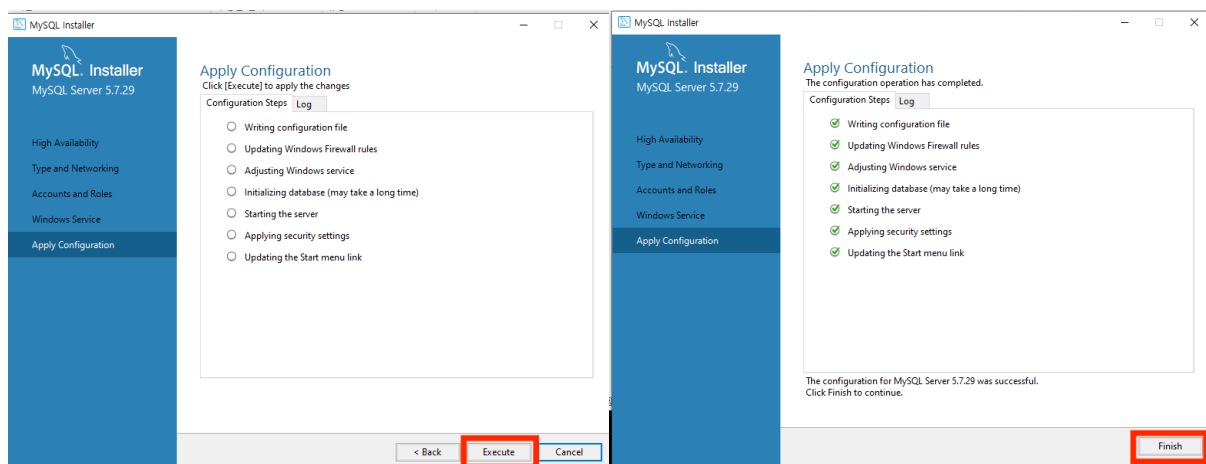 MySQL Installer
MySQL. Installer
MySQL Server 5.7.29
High Availability
Type and Networking
Accounts and Roles
Windows Service
Apply Configuration
Apply Configuration
Click [Execute] to apply the changes
Configuration Steps Log
Writing configuration file
Updating Windows Firewall rules
Adjusting Windows service
Initializing database (may take a long time)
Starting the server
Applying security settings
Updating the Start menu link
< Back Execute Cancel
MySQL Installer
MySQL. Installer
MySQL Server 5.7.29
High Availability
Type and Networking
Accounts and Roles
Windows Service
Apply Configuration
Apply Configuration
The configuration operation has completed.
Configuration Steps Log
Writing configuration file
Updating Windows Firewall rules
Adjusting Windows service
Initializing database (may take a long time)
Starting the server
Applying security settings
Updating the Start menu link
The configuration for MySQL Server 5.7.29 was successful.
Click Finish to continue.
Finish